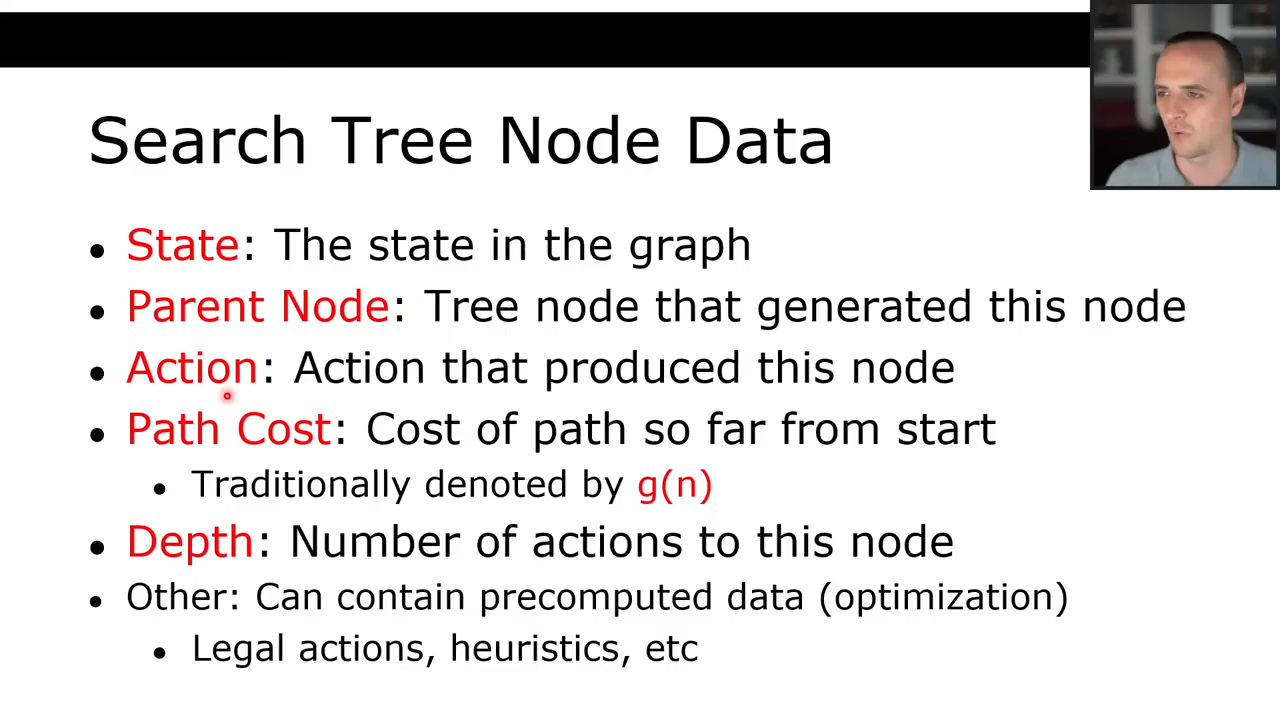 Search Tree Node Data
• State: The state in the graph
• Parent Node: Tree node that generated this node
• Action: Action that produced this node
• Path Cost: Cost of path so far from start
• Traditionally denoted by g(n)
• Depth: Number of actions to this node
• Other: Can contain precomputed data (optimization)
• Legal actions, heuristics, etc